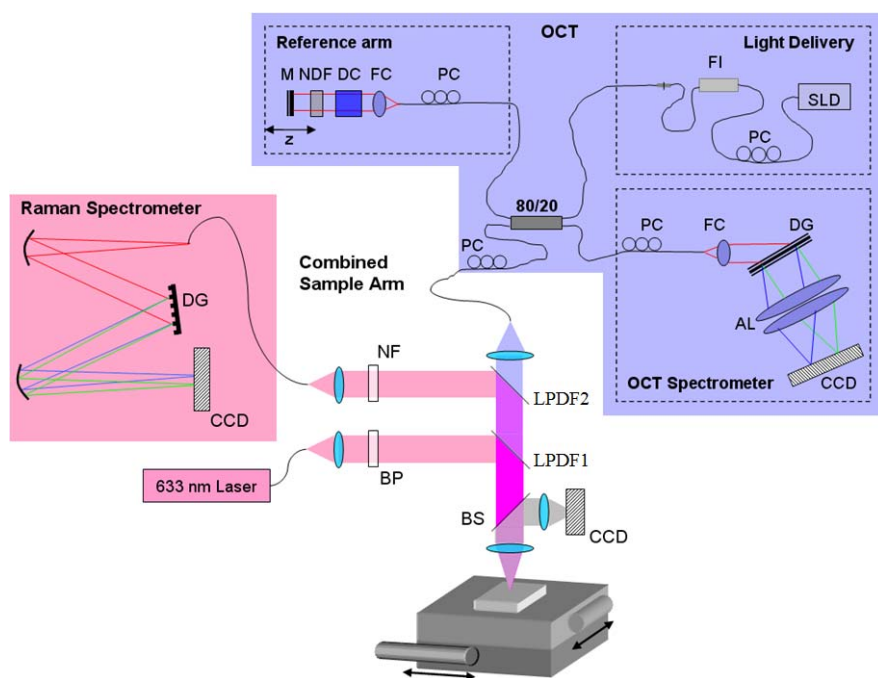 OCT
Reference arm
M NDF DC FC
PC
z
Light Delivery
FI
SLD
PC
80/20
PC
PC
FC
DG
AL
CCD
OCT Spectrometer
Raman Spectrometer
DG
CCD
Combined
Sample Arm
NF
LPDF2
LPDF1
BP
633 nm Laser
BS
CCD